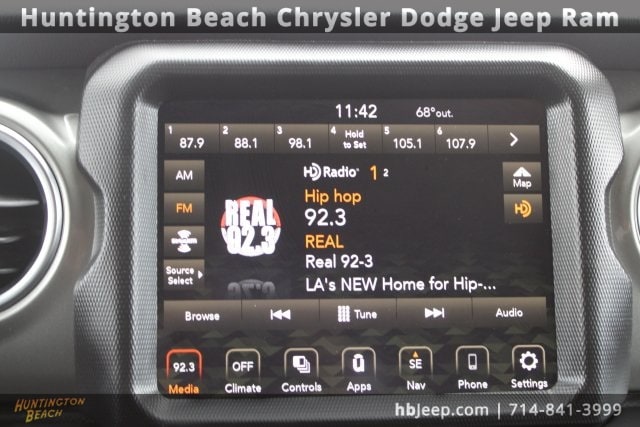 Huntington Beach Chrysler Dodge Jeep Ram
11:42 68°out.
1 87.9 2 88.1 3 98.1 4 Hold to Set 5 105.1 6 107.9
AM
FM
Source Select
REAL 92.3
HD Radio 1 2
Hip hop
92.3
REAL
Real 92-3
LA's NEW Home for Hip-...
Map
HD
Browse Tune Audio
92.3 OFF SE
Media Climate Controls Apps Nav Phone Settings
HUNTINGTON BEACH
hbjeep.com | 714-841-3999